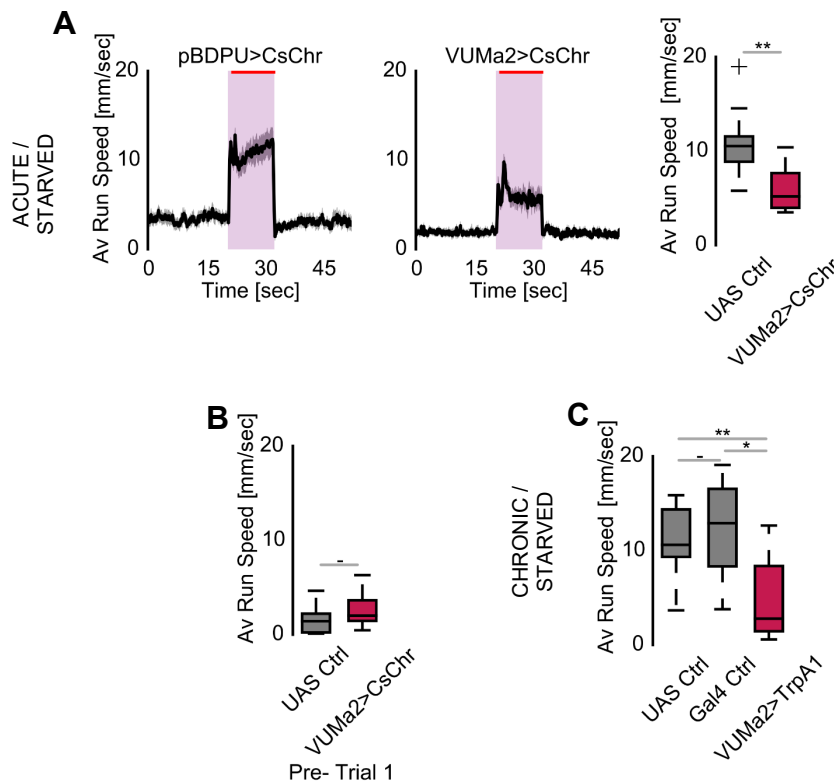 A
ACUTE /
STARVED
pBDPU>CsChr
Av Run Speed [mm/sec]
20
10
0
0 15 30 45
Time [sec]
VUMa2>CsChr
20
10
0
0 15 30 45
Time [sec]
Av Run Speed [mm/sec]
20
10
0
**
UAS Ctrl
VUMa2>CsChr
B
Av Run Speed [mm/sec]
20
10
0
-
UAS Ctrl
VUMa2>CsChr
Pre- Trial 1
C
CHRONIC /
STARVED
Av Run Speed [mm/sec]
20
10
0
**
- *
UAS Ctrl
Gal4 Ctrl
VUMa2>TrpA1